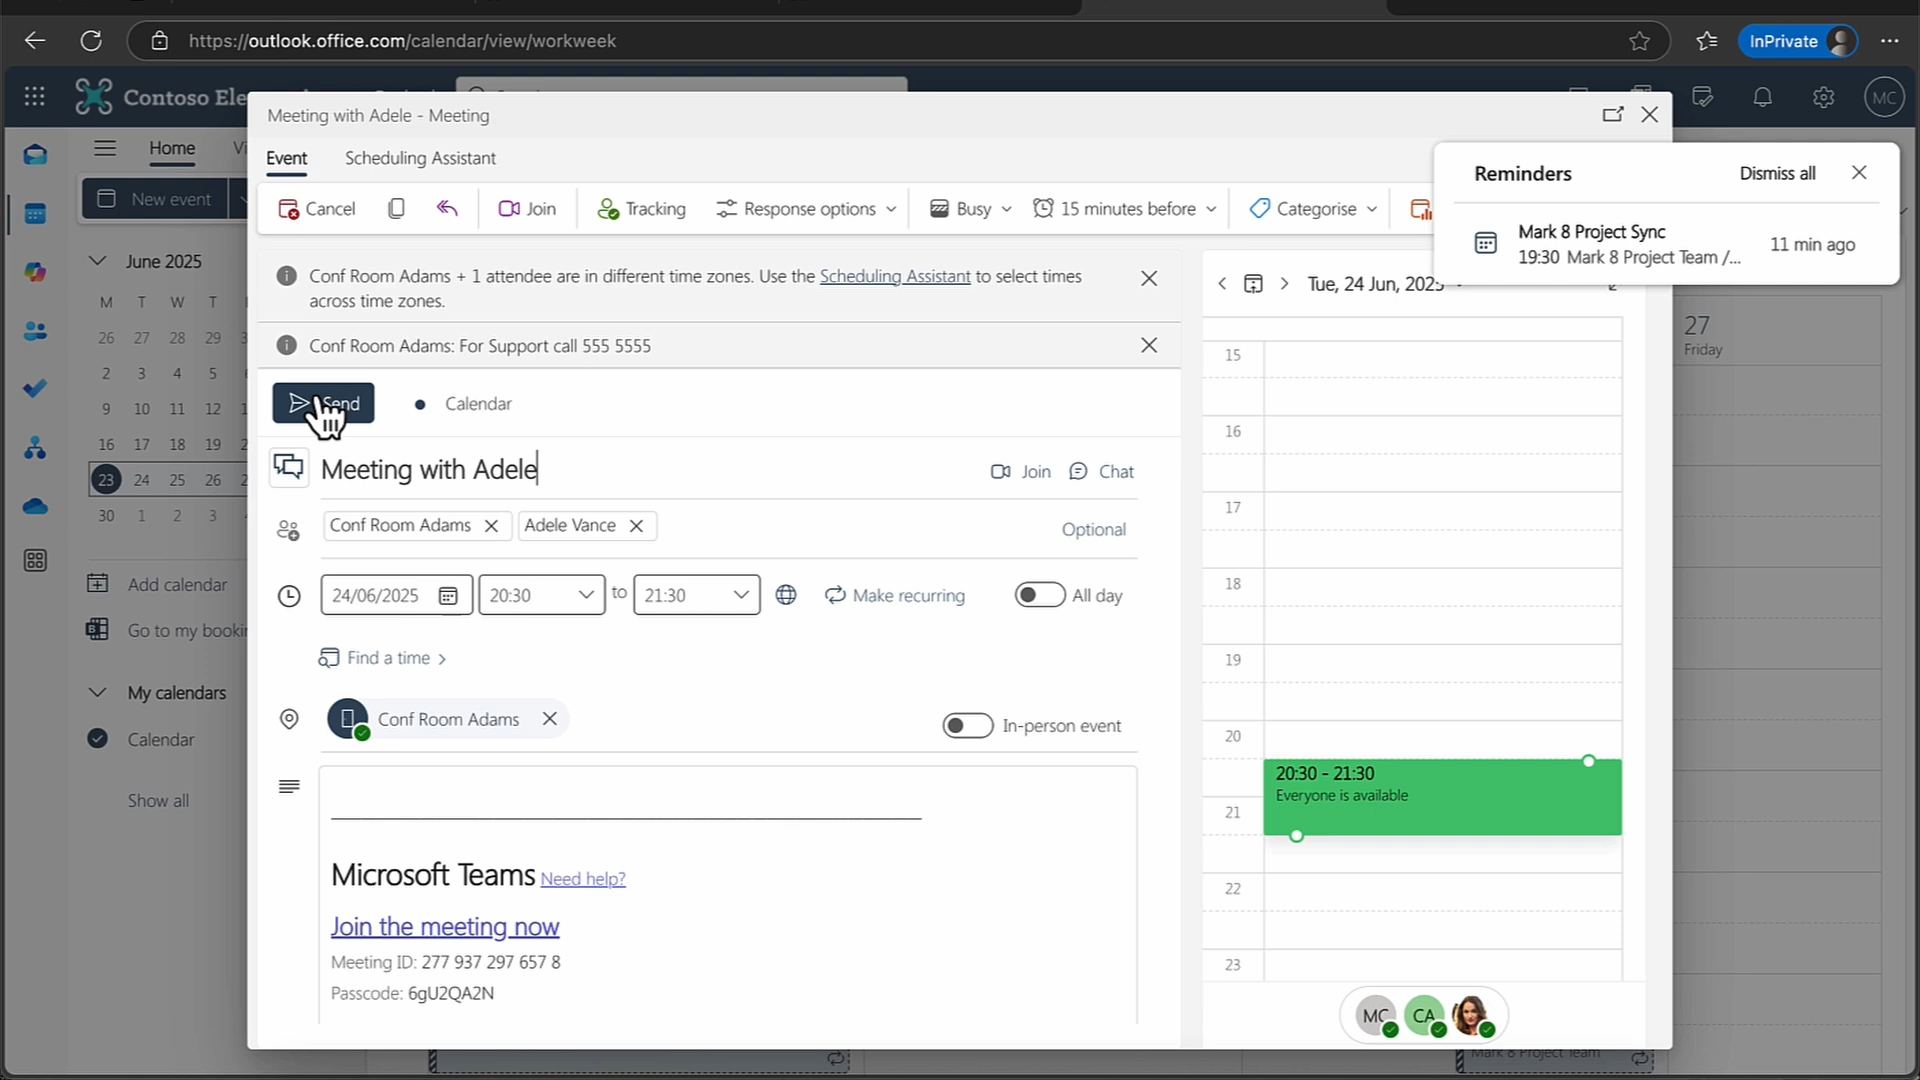 https://outlook.office.com/calendar/view/workweek
InPrivate
Contoso Ele
MC
Meeting with Adele - Meeting
Home
Event
Scheduling Assistant
Reminders
Dismiss all
New event
Cancel
Join
Tracking
Response options
Busy
15 minutes before
Categorise
Mark 8 Project Sync
19:30 Mark 8 Project Team /...
11 min ago
June 2025
Conf Room Adams + 1 attendee are in different time zones. Use the Scheduling Assistant to select times
across time zones.
Tue, 24 Jun, 2025
M T W T
26 27 28 29
2 3 4 5
9 10 11 12
16 17 18 19
23 24 25 26
30 1 2 3
Conf Room Adams: For Support call 555 5555
27
Friday
Send
Calendar
Meeting with Adele
Join
Chat
Conf Room Adams
Adele Vance
Optional
24/06/2025
20:30
to
21:30
Make recurring
All day
Find a time
Conf Room Adams
In-person event
Add calendar
Go to my bookin
My calendars
Calendar
Show all
Microsoft Teams Need help?
Join the meeting now
Meeting ID: 277 937 297 657 8
Passcode: 6gU2QA2N
15
16
17
18
19
20
20:30 - 21:30
Everyone is available
21
22
23
MC
CA
Mark 8 Project Team